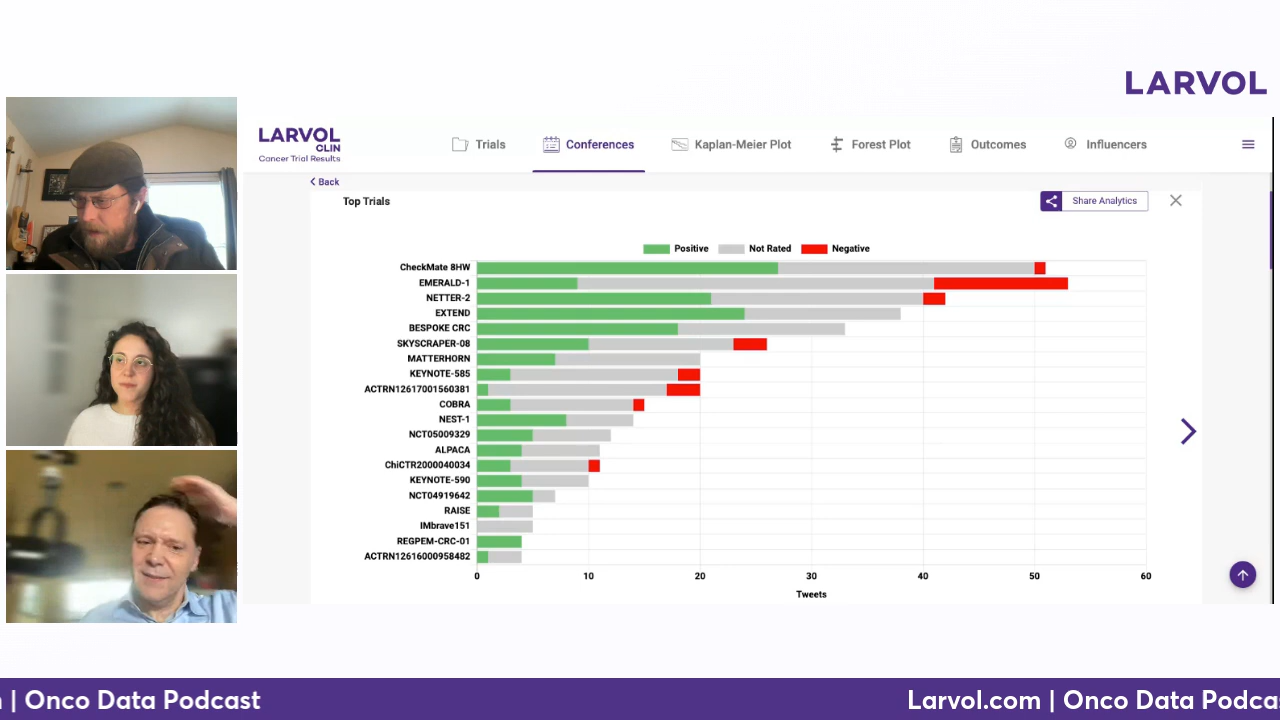 LARVOL
LARVOL
CLIN
Cancer Trial Results
Trials
Conferences
Kaplan-Meier Plot
Forest Plot
Outcomes
Influencers
Back
Top Trials
Share Analytics
Positive
Not Rated
Negative
CheckMate 8HW
EMERALD-1
NETTER-2
EXTEND
BESPOKE CRC
SKYSCRAPER-08
MATTERHORN
KEYNOTE-585
ACTRN12617001560381
COBRA
NEST-1
NCT05009329
ALPACA
ChiCTR2000040034
KEYNOTE-590
NCT04919642
RAISE
IMbrave151
REGPEM-CRC-01
ACTRN12616000958482
0 10 20 30 40 50 60
Tweets
| Onco Data Podcast
Larvol.com | Onco Data Podca